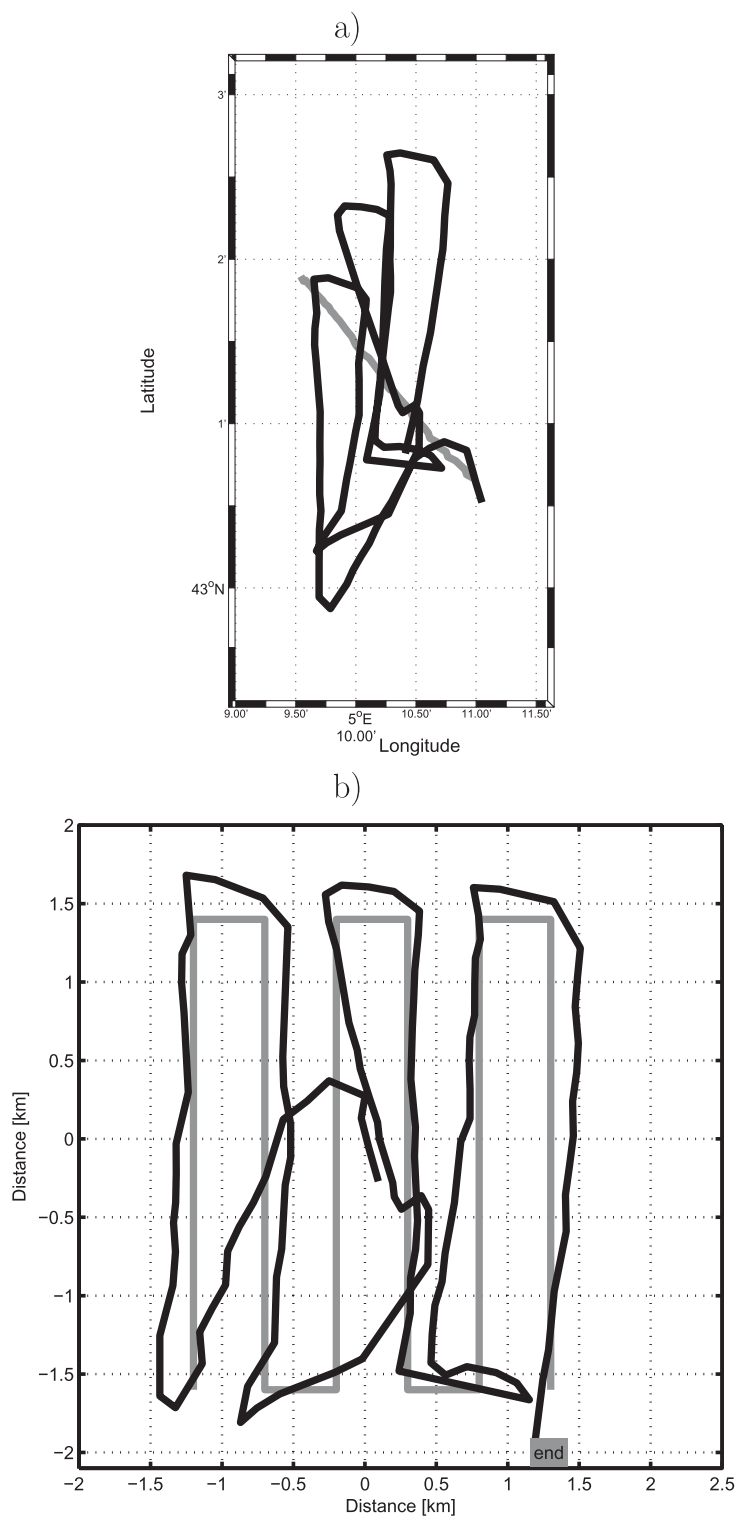 a)
3'
2'
Latitude
1'
43°N
9.00' 9.50' 5°E 10.50' 11.00' 11.50'
10.00' Longitude
b)
2
1.5
1
0.5
Distance [km]
0
−0.5
−1
−1.5
−2
end
−2 −1.5 −1 −0.5 0 0.5 1 1.5 2 2.5
Distance [km]